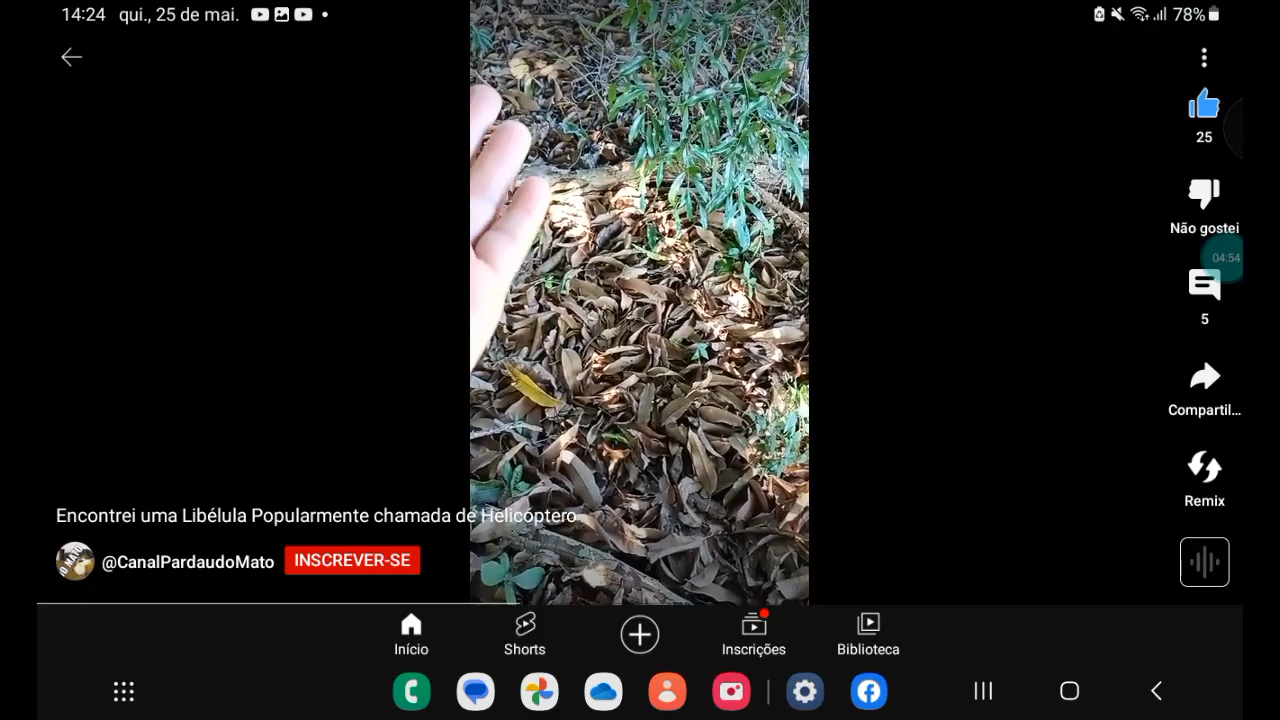 14:24 qui., 25 de mai.
78%
25
Não gostei
04:54
5
Compartil...
Remix
Encontrei uma Libélula Popularmente chamada de Helicóptero
@CanalPardaudoMato INSCREVER-SE
Início Shorts Inscrições Biblioteca